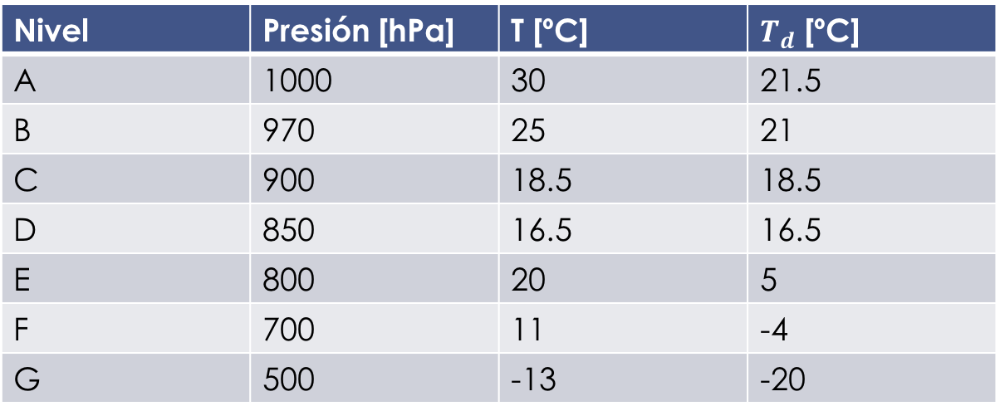 Nivel Presión [hPa] T [ºC] T_d [ºC]
A 1000 30 21.5
B 970 25 21
C 900 18.5 18.5
D 850 16.5 16.5
E 800 20 5
F 700 11 -4
G 500 -13 -20